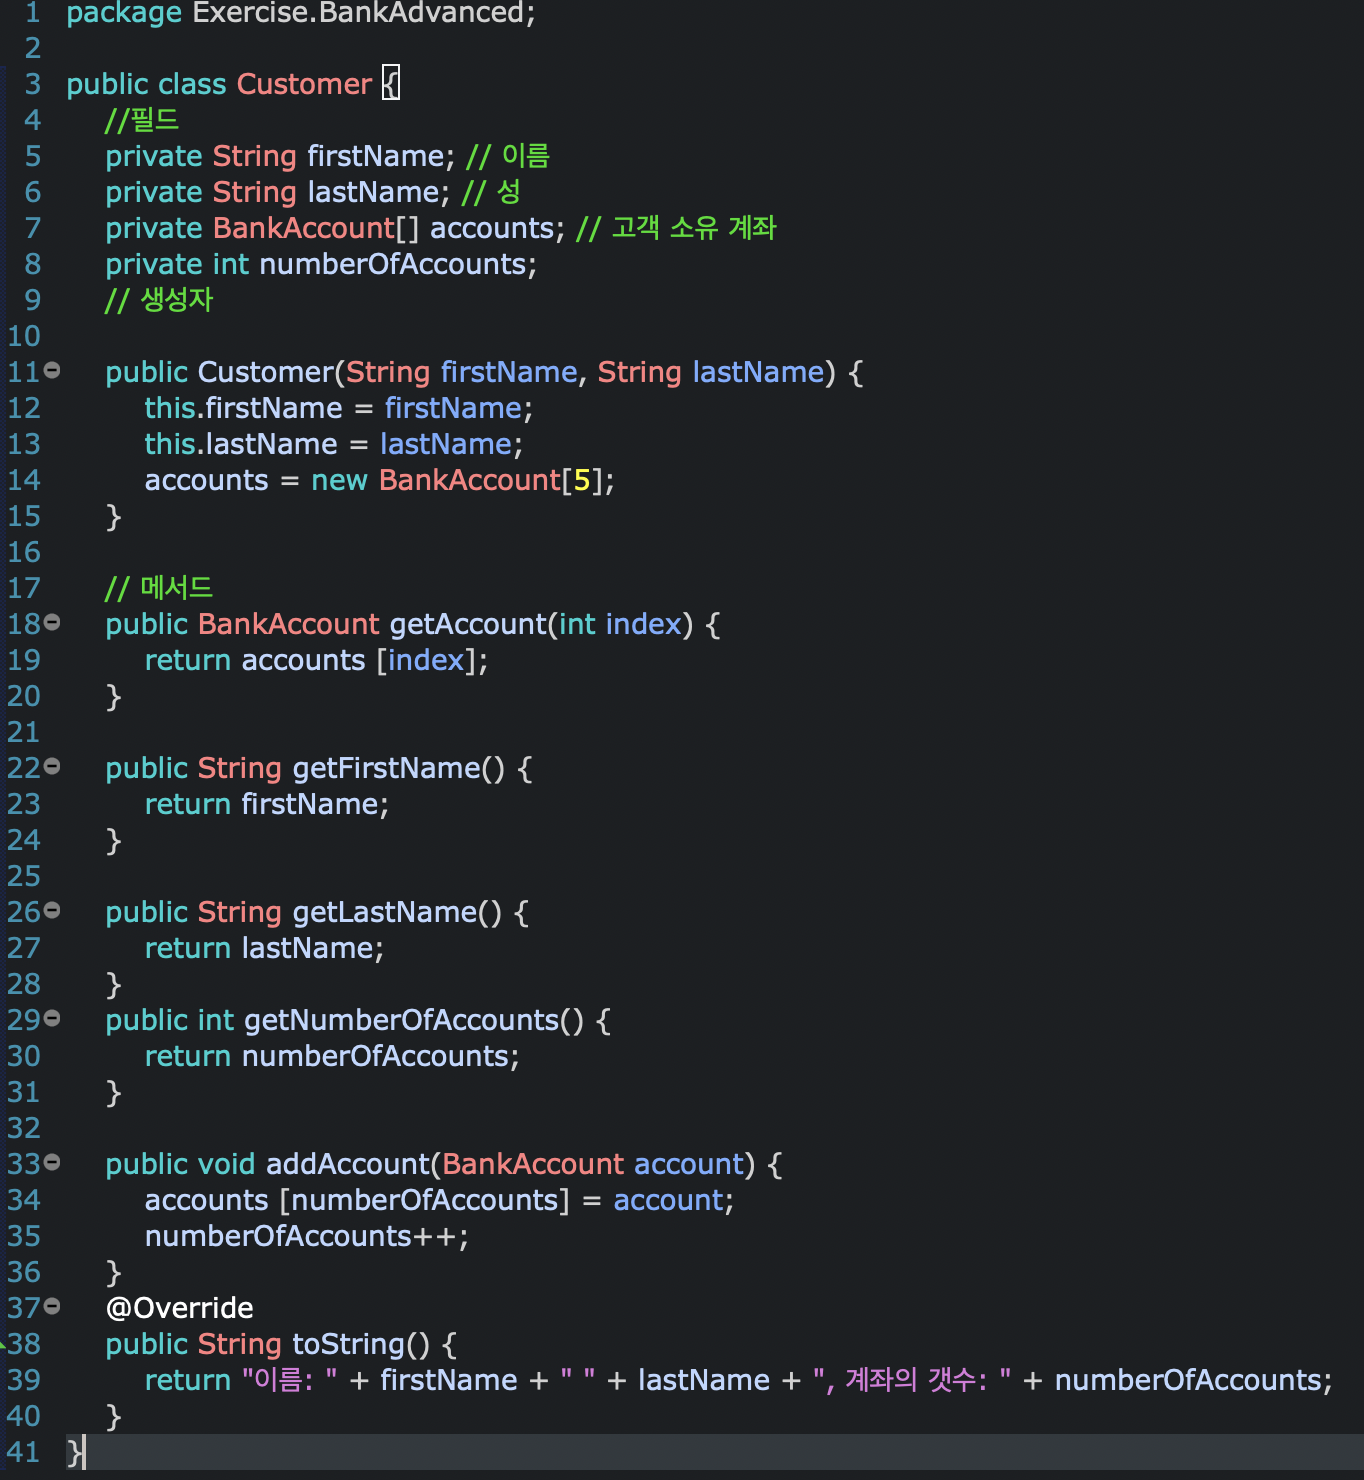 1 package Exercise.BankAdvanced;
2
3 public class Customer {
4 //필드
5 private String firstName; // 이름
6 private String lastName; // 성
7 private BankAccount[] accounts; // 고객 소유 계좌
8 private int numberOfAccounts;
9 // 생성자
10
11 public Customer(String firstName, String lastName) {
12 this.firstName = firstName;
13 this.lastName = lastName;
14 accounts = new BankAccount[5];
15 }
16
17 // 메서드
18 public BankAccount getAccount(int index) {
19 return accounts [index];
20 }
21
22 public String getFirstName() {
23 return firstName;
24 }
25
26 public String getLastName() {
27 return lastName;
28 }
29 public int getNumberOfAccounts() {
30 return numberOfAccounts;
31 }
32
33 public void addAccount(BankAccount account) {
34 accounts [numberOfAccounts] = account;
35 numberOfAccounts++;
36 }
37 @Override
38 public String toString() {
39 return "이름: " + firstName + " " + lastName + ", 계좌의 갯수: " + numberOfAccounts;
40 }
41 }